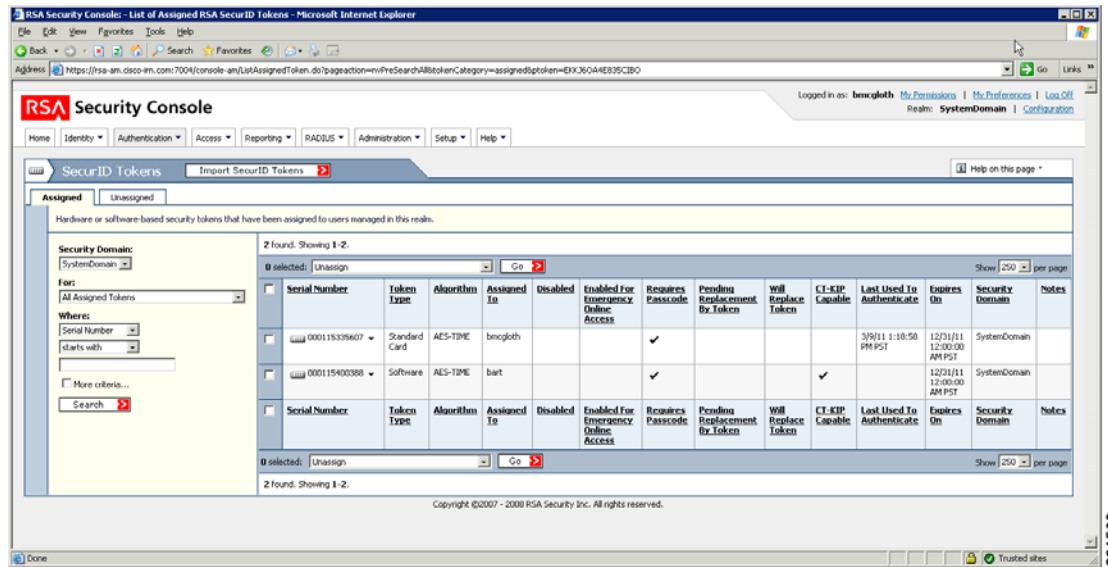 RSA Security Console: - List of Assigned RSA SecurID Tokens - Microsoft Internet Explorer
File Edit View Favorites Tools Help
Back Search Favorites
Address https://rsa-am.cisco-irn.com:7004/console-am/ListAssignedToken.do?pageaction=nvPreSearchAll&tokenCategory=assigned&ptoken=EKKJ6OA4E835CIBO Go Links »
Logged in as: bmcgloth My Permissions | My Preferences | Log Off
RSA Security Console
Realm: SystemDomain | Configuration
Home Identity Authentication Access Reporting RADIUS Administration Setup Help
SecurID Tokens Import SecurID Tokens Help on this page
Assigned Unassigned
Hardware or software-based security tokens that have been assigned to users managed in this realm.
Security Domain:
SystemDomain
For:
All Assigned Tokens
Where:
Serial Number
starts with
More criteria...
Search
2 found. Showing 1-2.
0 selected: Unassign Go Show 250 per page
Serial Number Token Type Algorithm Assigned To Disabled Enabled For Emergency Online Access Requires Passcode Pending Replacement By Token Will Replace Token CT-KIP Capable Last Used To Authenticate Expires On Security Domain Notes
000115335607 Standard Card AES-TIME bmcgloth ✔ 3/9/11 1:10:50 PM PST 12/31/11 12:00:00 AM PST SystemDomain
000115400388 Software AES-TIME bart ✔ ✔ 12/31/11 12:00:00 AM PST SystemDomain
Serial Number Token Type Algorithm Assigned To Disabled Enabled For Emergency Online Access Requires Passcode Pending Replacement By Token Will Replace Token CT-KIP Capable Last Used To Authenticate Expires On Security Domain Notes
0 selected: Unassign Go Show 250 per page
2 found. Showing 1-2.
Copyright ©2007 - 2008 RSA Security Inc. All rights reserved.
Done Trusted sites